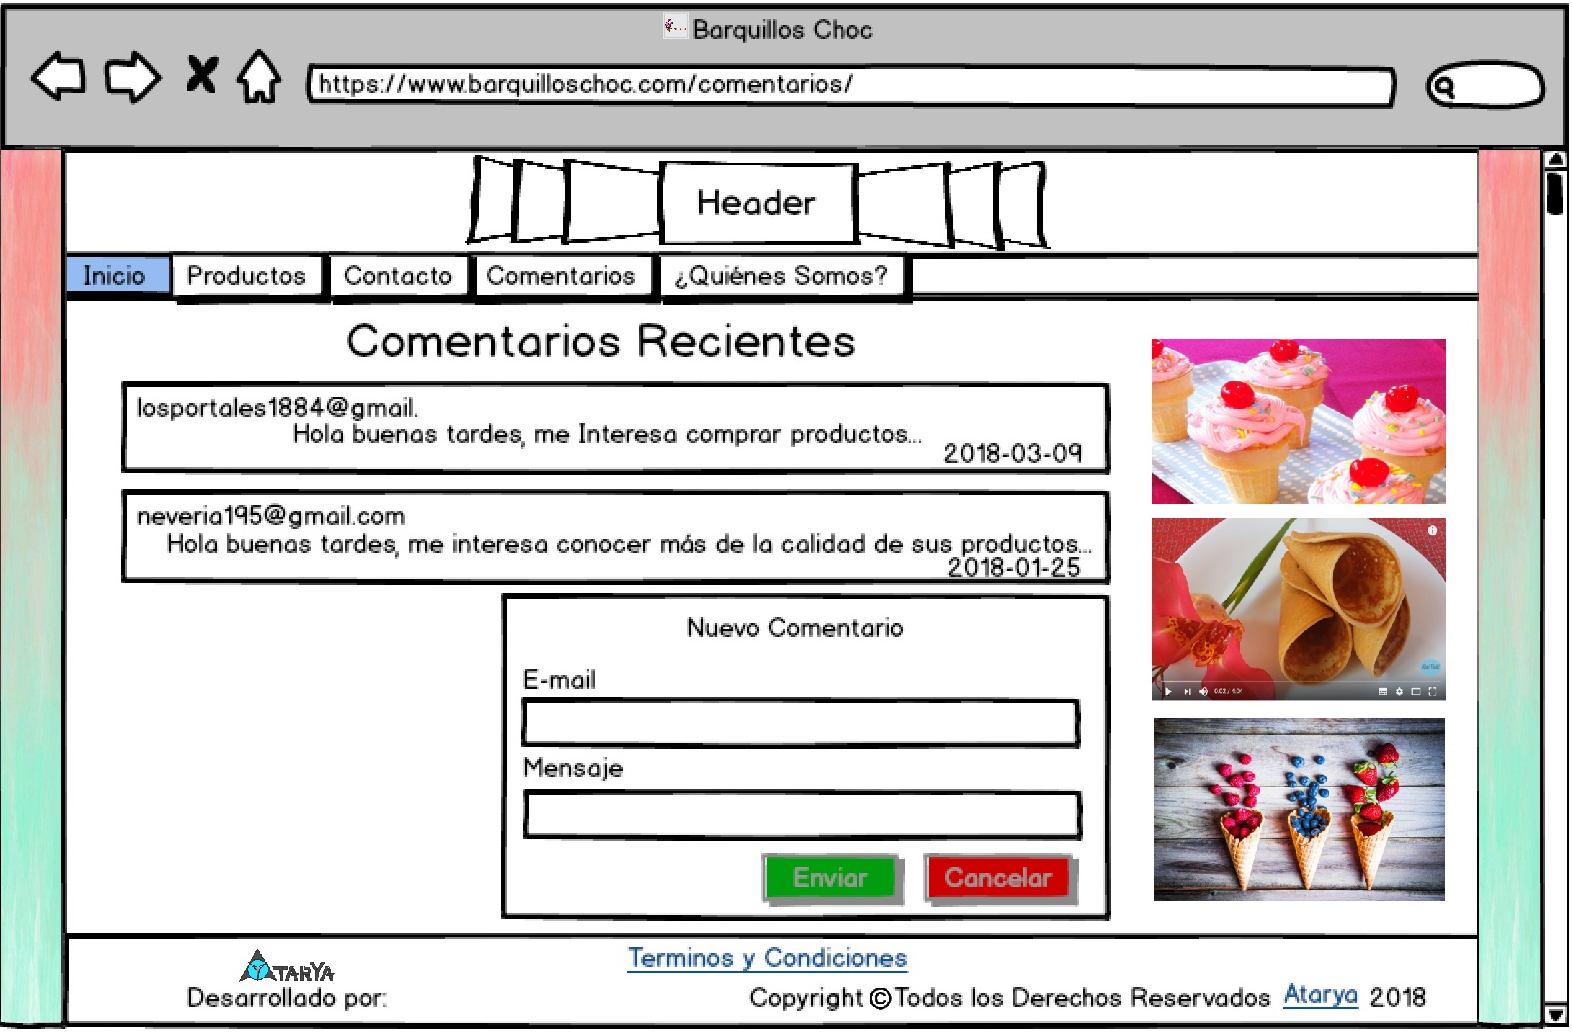 Barquillos Choc
https://www.barquilloschoc.com/comentarios/
Header
Inicio Productos Contacto Comentarios ¿Quiénes Somos?
Comentarios Recientes
losportales1884@gmail.
Hola buenas tardes, me Interesa comprar productos...
2018-03-09
neveria195@gmail.com
Hola buenas tardes, me interesa conocer más de la calidad de sus productos...
2018-01-25
Nuevo Comentario
E-mail
Mensaje
Enviar Cancelar
Terminos y Condiciones
ATARYA
Desarrollado por:
Copyright © Todos los Derechos Reservados Atarya 2018